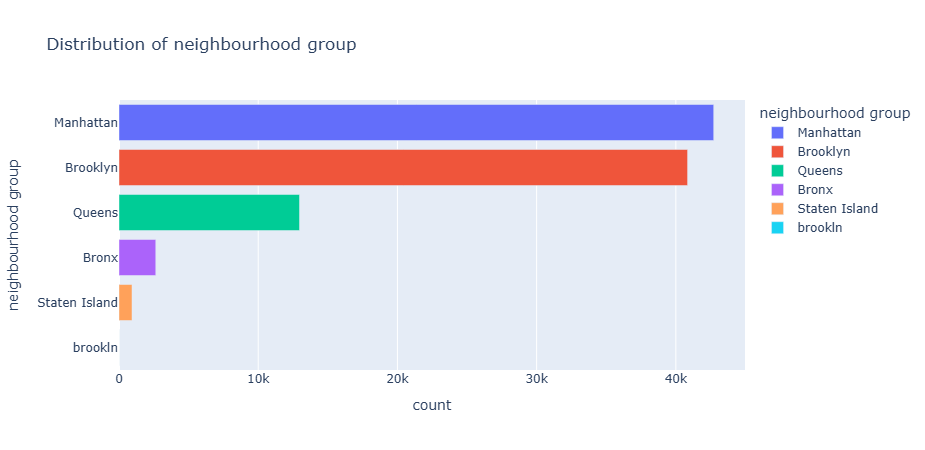 Distribution of neighbourhood group
neighbourhood group
Manhattan
Brooklyn
Queens
Bronx
Staten Island
brookln
0
10k
20k
30k
40k
count
neighbourhood group
Manhattan
Brooklyn
Queens
Bronx
Staten Island
brookln